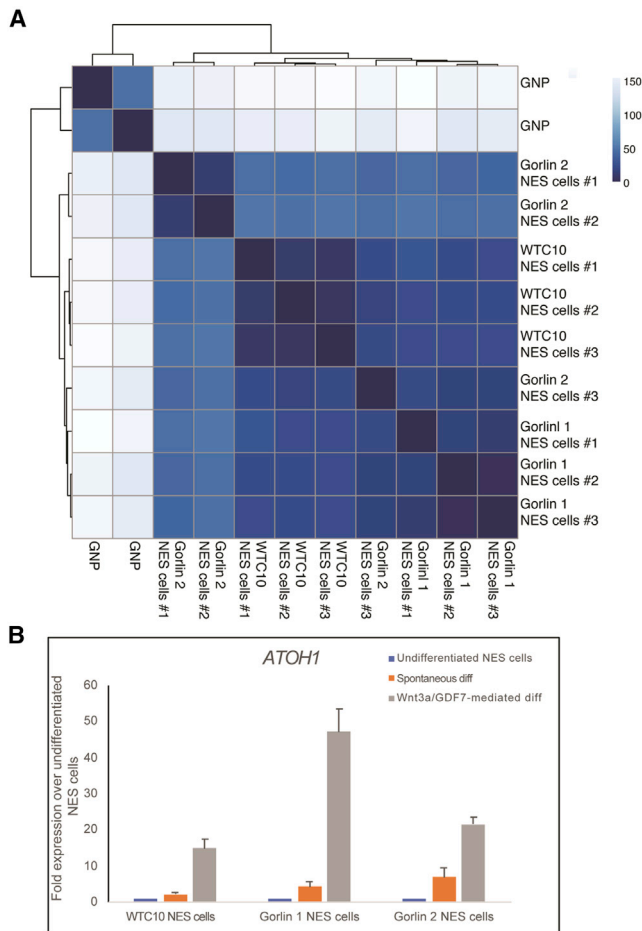 A
GNP
GNP
Gorlin 2
NES cells #1
Gorlin 2
NES cells #2
WTC10
NES cells #1
WTC10
NES cells #2
WTC10
NES cells #3
Gorlin 2
NES cells #3
Gorlinl 1
NES cells #1
Gorlin 1
NES cells #2
Gorlin 1
NES cells #3
150
100
50
0
GNP
GNP
Gorlin 2
NES cells #1
Gorlin 2
NES cells #2
WTC10
NES cells #1
WTC10
NES cells #2
WTC10
NES cells #3
Gorlin 2
NES cells #3
Gorlinl 1
NES cells #1
Gorlin 1
NES cells #2
Gorlin 1
NES cells #3
B
ATOH1
Undifferentiated NES cells
Spontaneous diff
Wnt3a/GDF7-mediated diff
Fold expression over undifferentiated
NES cells
60
50
40
30
20
10
0
WTC10 NES cells
Gorlin 1 NES cells
Gorlin 2 NES cells